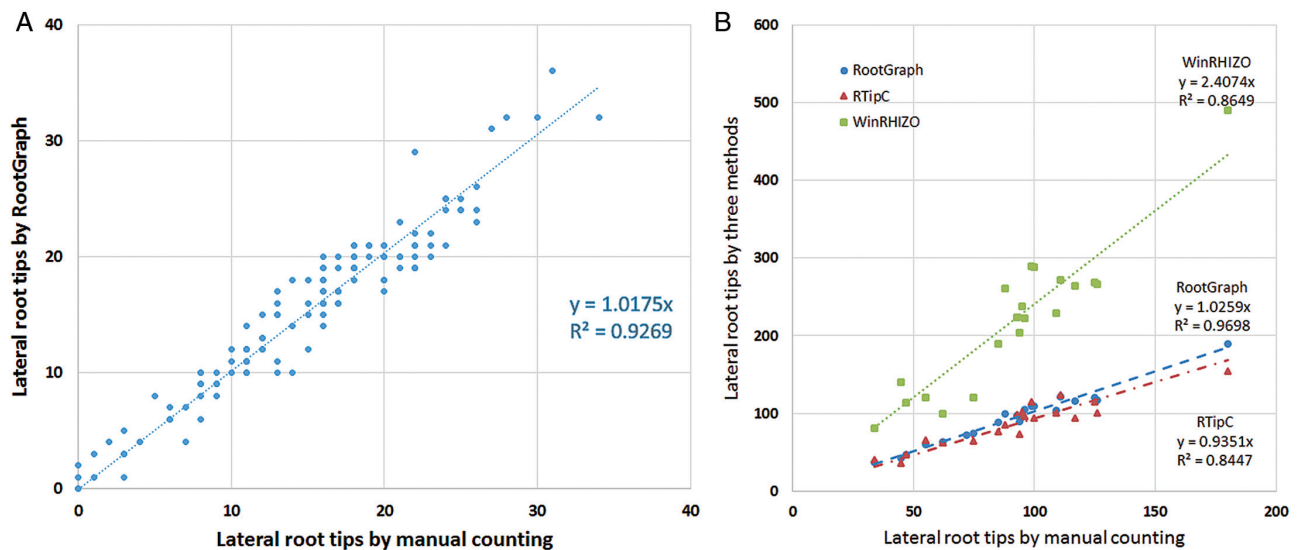 A
40
30
20
10
0
0
10
20
30
40
Lateral root tips by RootGraph
Lateral root tips by manual counting
y = 1.0175x
R² = 0.9269
B
600
500
400
300
200
100
0
0
50
100
150
200
Lateral root tips by three methods
Lateral root tips by manual counting
RootGraph
RTipC
WinRHIZO
WinRHIZO
y = 2.4074x
R² = 0.8649
RootGraph
y = 1.0259x
R² = 0.9698
RTipC
y = 0.9351x
R² = 0.8447